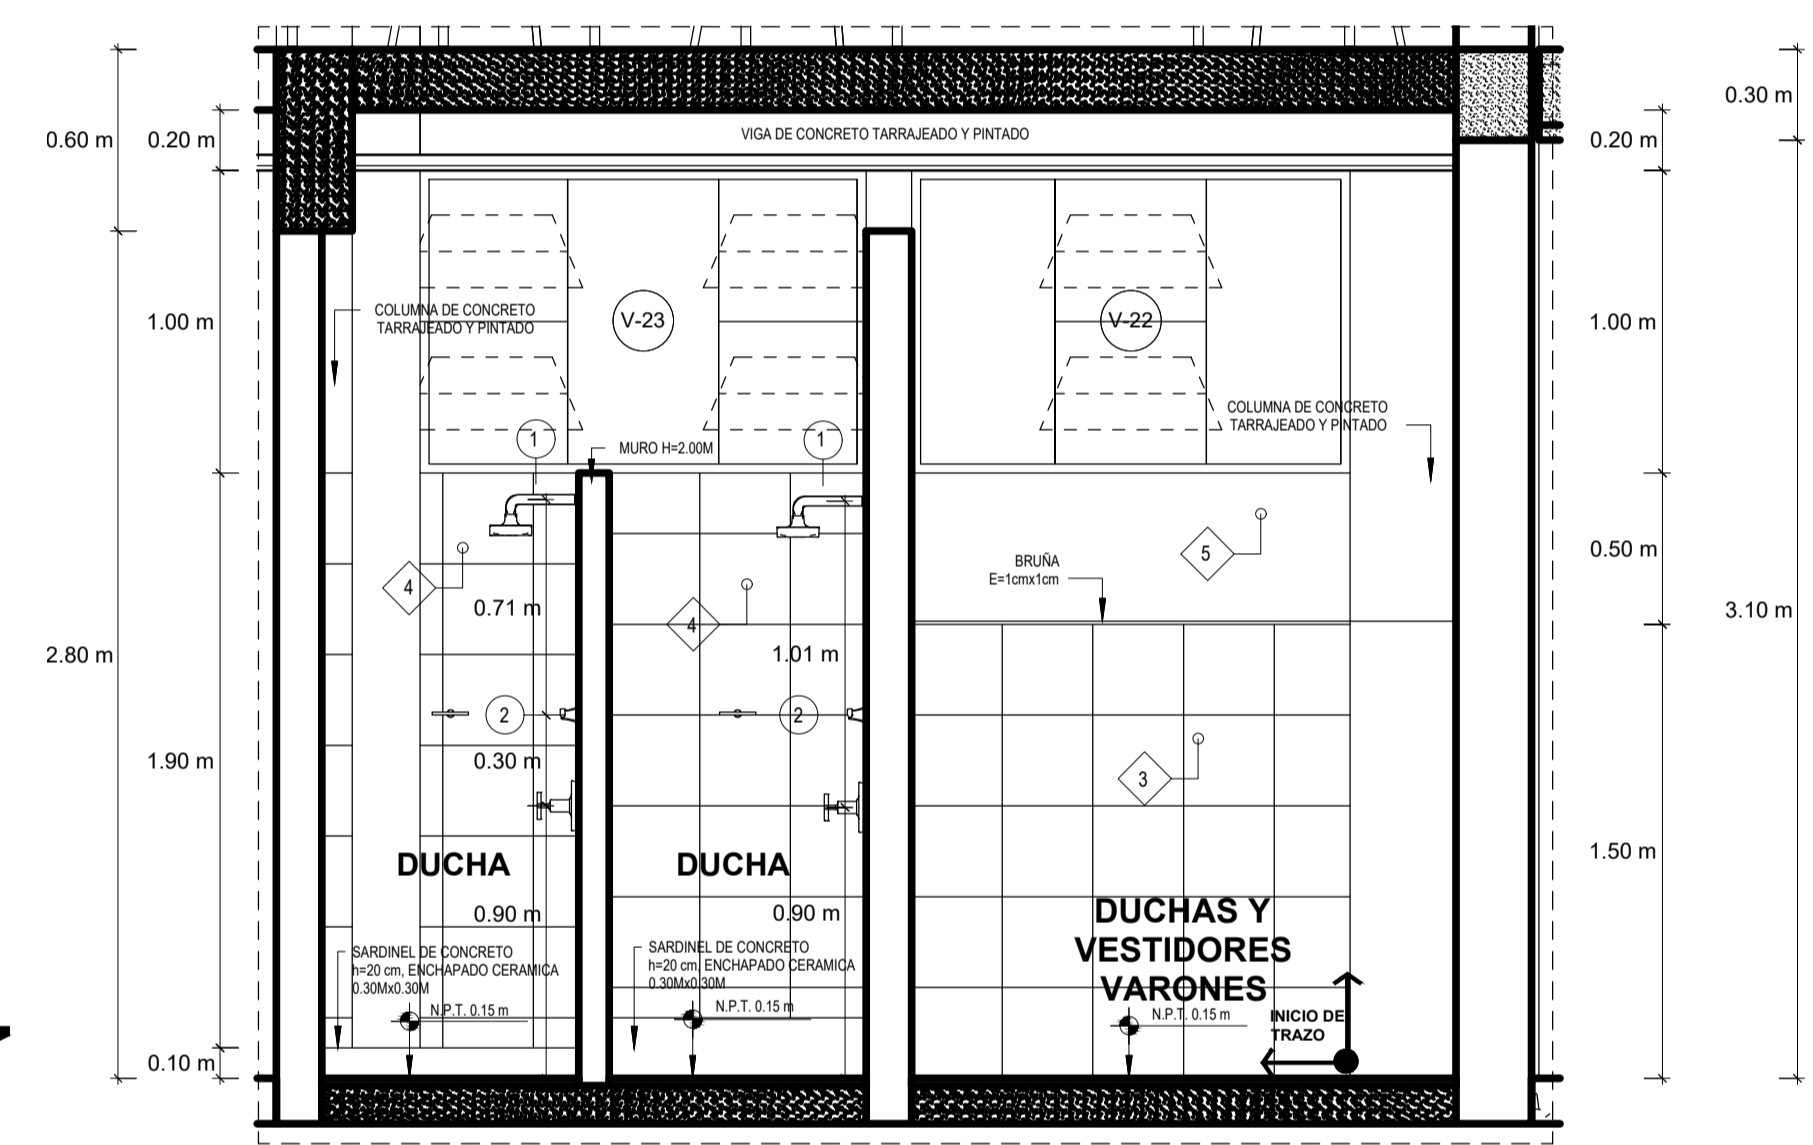 0.30 m
0.60 m
0.20 m
VIGA DE CONCRETO TARRAJEADO Y PINTADO
0.20 m
COLUMNA DE CONCRETO
TARRAJEADO Y PINTADO
1.00 m
V-23
V-22
1.00 m
COLUMNA DE CONCRETO
TARRAJEADO Y PINTADO
1
MURO H=2.00M
1
5
0.50 m
BRUÑA
E=1cmx1cm
4
0.71 m
4
1.01 m
3.10 m
2.80 m
2
2
1.90 m
0.30 m
3
1.50 m
DUCHA
DUCHA
0.90 m
0.90 m
DUCHAS Y
VESTIDORES
VARONES
SARDINEL DE CONCRETO
h=20 cm, ENCHAPADO CERAMICA
0.30Mx0.30M
SARDINEL DE CONCRETO
h=20 cm, ENCHAPADO CERAMICA
0.30Mx0.30M
N.P.T. 0.15 m
N.P.T. 0.15 m
N.P.T. 0.15 m
INICIO DE
TRAZO
0.10 m